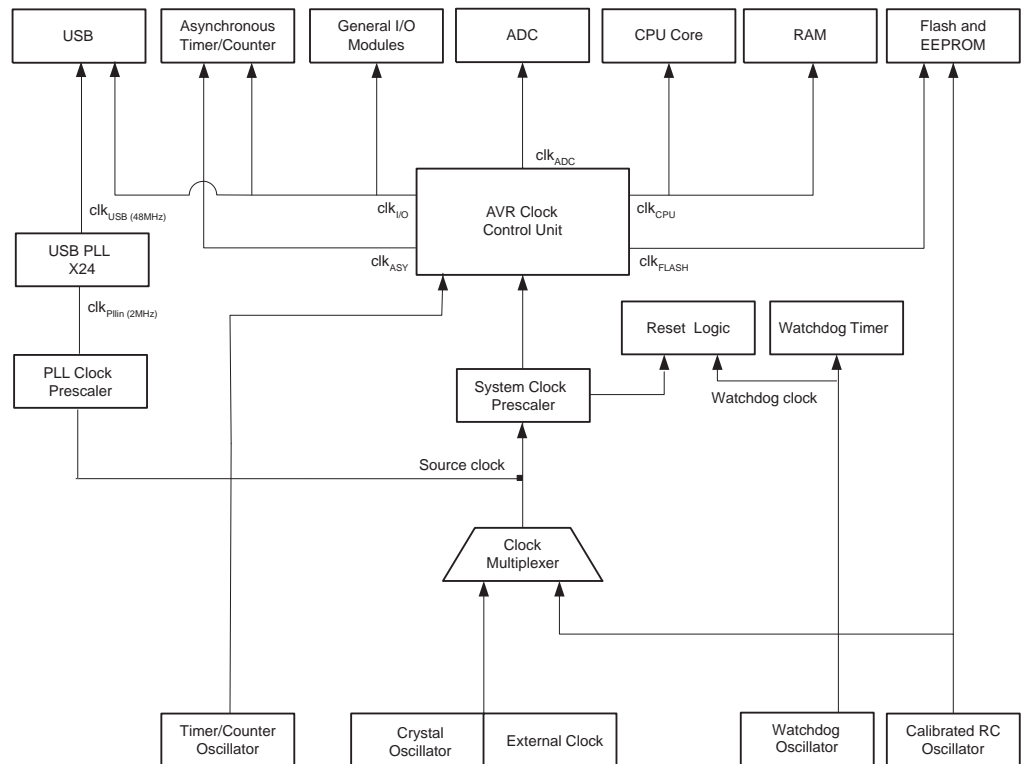 USB
Asynchronous
Timer/Counter
General I/O
Modules
ADC
CPU Core
RAM
Flash and
EEPROM
clkADC
clkI/O
AVR Clock
Control Unit
clkCPU
clkUSB (48MHz)
USB PLL
X24
clkASY
clkFLASH
clkPllin (2MHz)
Reset Logic
Watchdog Timer
PLL Clock
Prescaler
System Clock
Prescaler
Watchdog clock
Source clock
Clock
Multiplexer
Timer/Counter
Oscillator
Crystal
Oscillator
External Clock
Watchdog
Oscillator
Calibrated RC
Oscillator